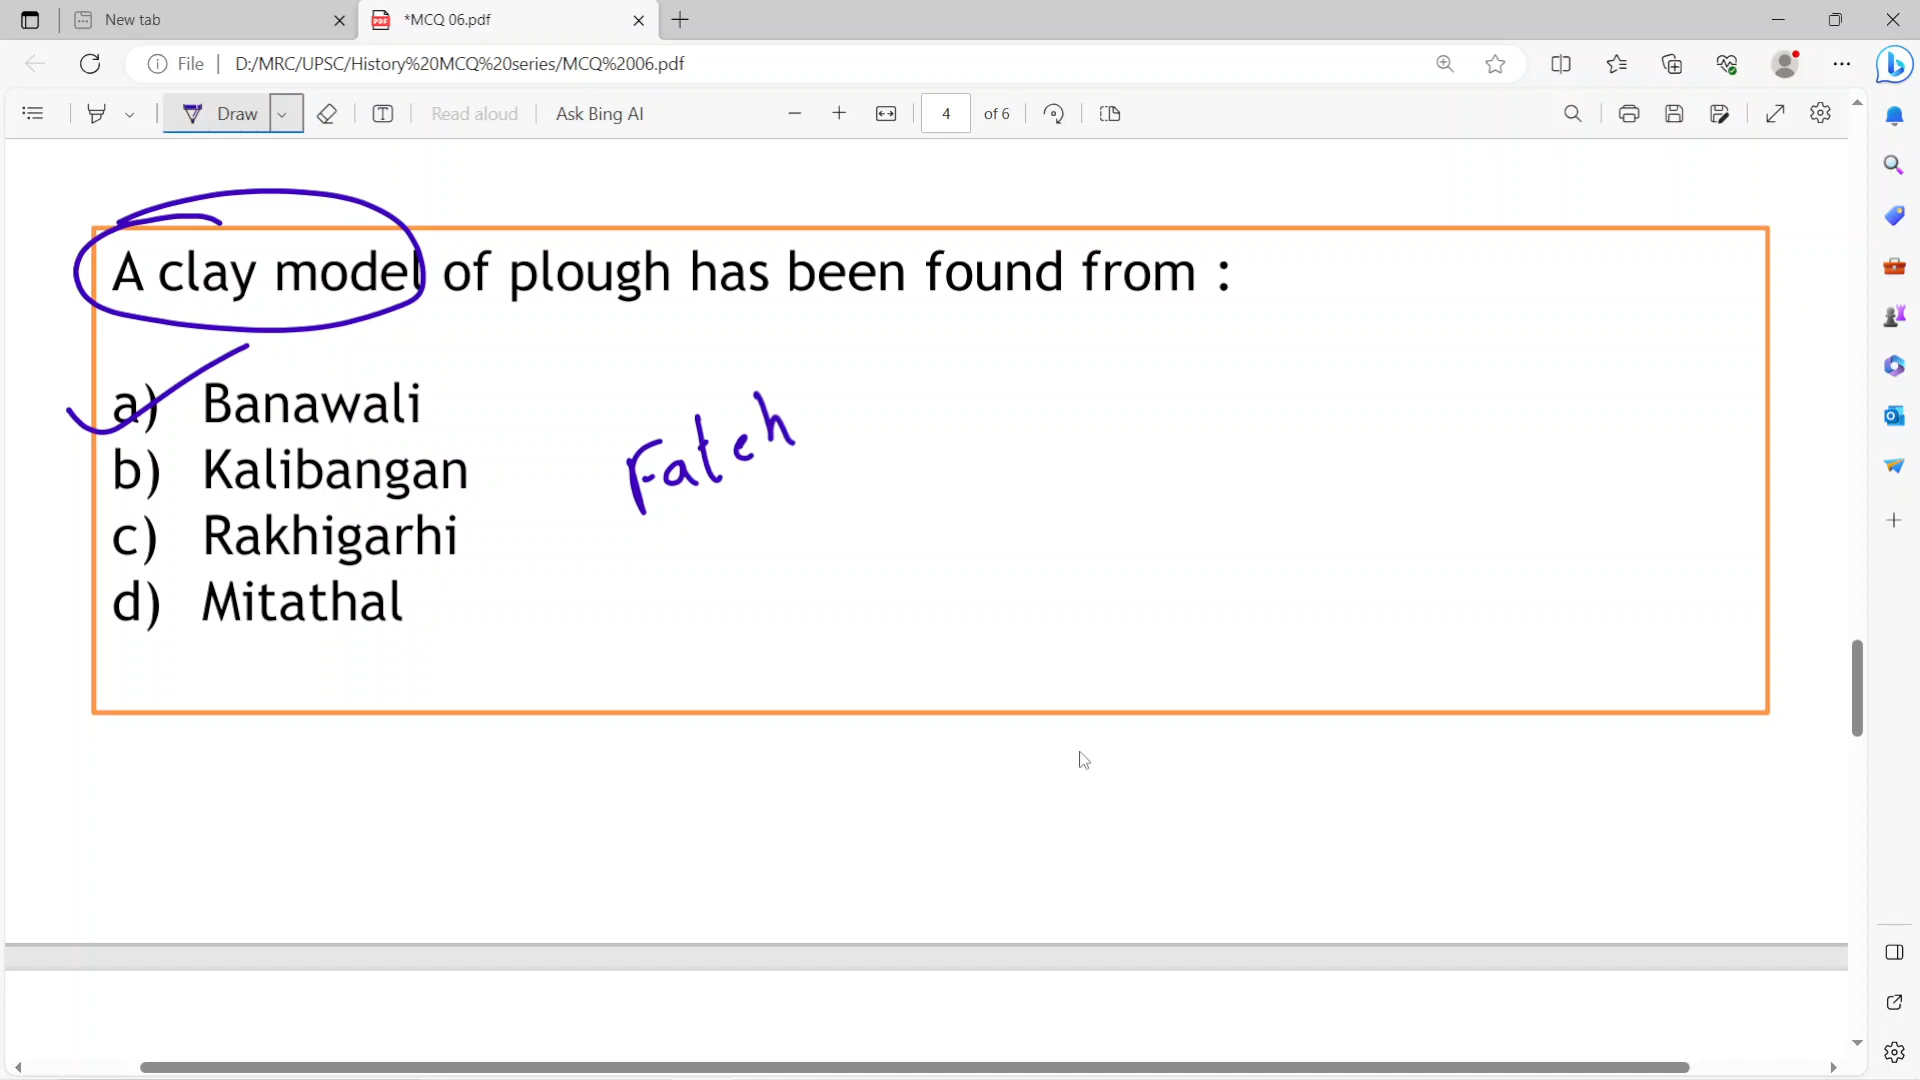 New tab
*MCQ 06.pdf
File
D:/MRC/UPSC/History%20MCQ%20series/MCQ%2006.pdf
Draw
Read aloud
Ask Bing AI
4
of 6
A clay model of plough has been found from :
a) Banawali
b) Kalibangan
c) Rakhigarhi
d) Mitathal
Fateh